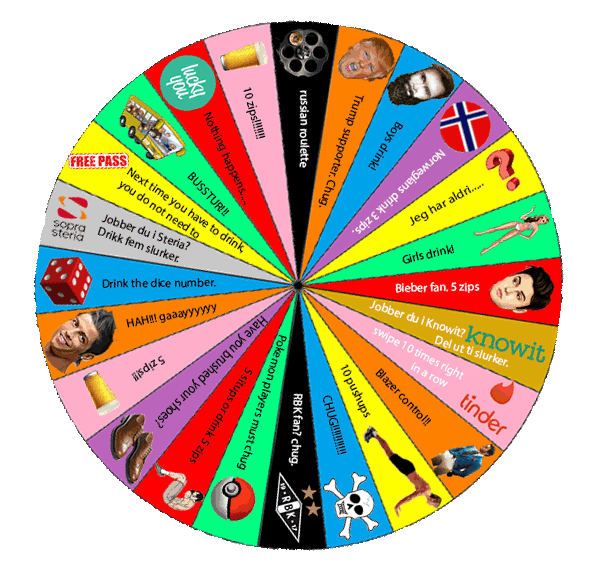 russian roulette
Trump supporter. Chug.
Boys drink!
Norwegians drink 3 zips.
Jeg har aldri.....
Girls drink!
Bieber fan. 5 zips
Jobber du i Knowit?
Del ut ti slurker.
knowit
swipe 10 times right
in a row
tinder
Blazer control!!
10 pushups
CHUG!!!!!!!!!!
RBK fan? chug.
RBK
19
17
Pokemon players must chug
5 situps or drink 5 zips
Have you brushed your shoes?
5 zips!!
HAH!!! gaaayyyyyy
Drink the dice number.
Jobber du i Steria?
Drikk fem slurker.
sopra
steria
Next time you have to drink,
you do not need to
FREE PASS
BUSSTUR!!!
Nothing happens....
lucky
you
10 zips!!!!!!!!